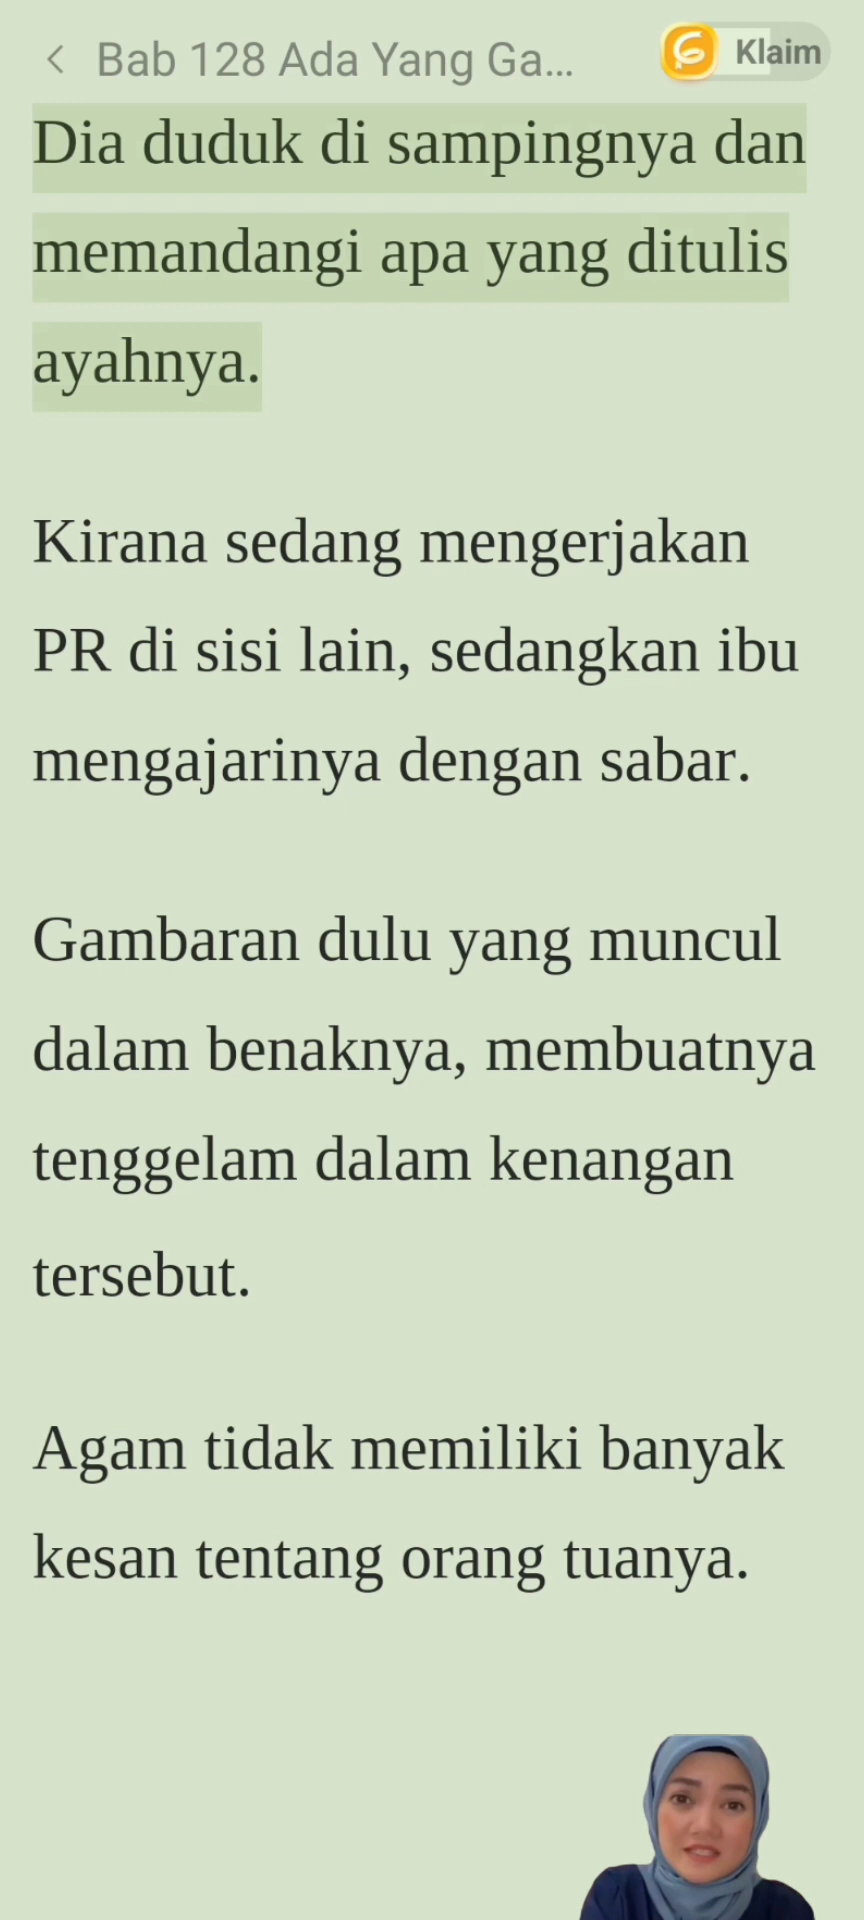 Bab 128 Ada Yang Ga...
Klaim
Dia duduk di sampingnya dan
memandangi apa yang ditulis
ayahnya.
Kirana sedang mengerjakan
PR di sisi lain, sedangkan ibu
mengajarinya dengan sabar.
Gambaran dulu yang muncul
dalam benaknya, membuatnya
tenggelam dalam kenangan
tersebut.
Agam tidak memiliki banyak
kesan tentang orang tuanya.